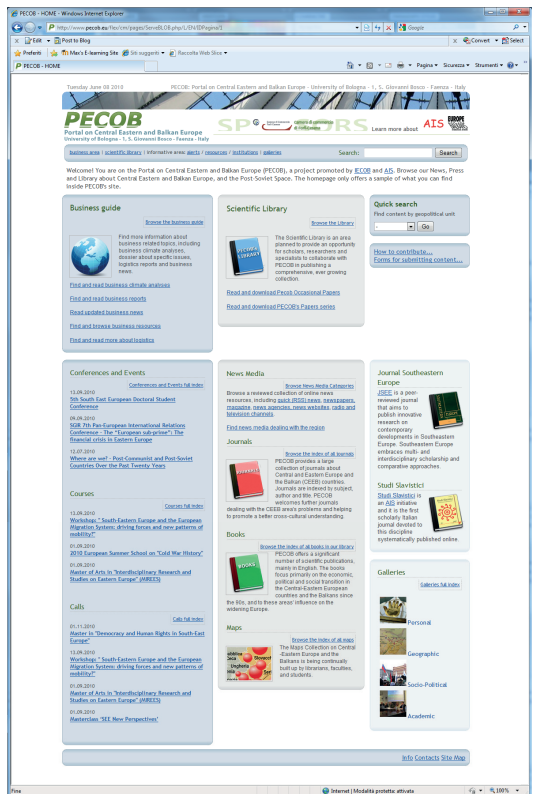 PECOB - HOME - Windows Internet Explorer
http://www.pecob.eu/flex/cm/pages/ServeBLOB.php/L/EN/IDPagina/1
Google
Edit
Post to Blog
Convert
Select
Preferiti
Max's E-learning Site
Siti suggeriti
Raccolta Web Slice
PECOB - HOME
Pagina
Sicurezza
Strumenti
Tuesday June 08 2010
PECOB: Portal on Central Eastern and Balkan Europe - University of Bologna - 1, S. Giovanni Bosco - Faenza - Italy
PECOB
Portal on Central Eastern and Balkan Europe
University of Bologna - 1, S. Giovanni Bosco - Faenza - Italy
SPONSORS
Learn more about
AIS
EUROPE
business area | scientific library | informative area: alerts | resources | institutions | galleries
Search:
Search
Welcome! You are on the Portal on Central Eastern and Balkan Europe (PECOB), a project promoted by IECOB and AIS. Browse our News, Press
and Library about Central Eastern and Balkan Europe, and the Post-Soviet Space. The homepage only offers a sample of what you can find
inside PECOB's site.
Business guide
Browse the business guide
Find more information about
business related topics, including
business climate analyses,
dossier about specific issues,
logistics reports and business
news.
Find and read business climate analyses
Find and read business reports
Read updated business news
Find and browse business resources
Find and read more about logistics
Scientific Library
Browse the Library
PECOB'S
LIBRARY
The Scientific Library is an area
planned to provide an opportunity
for scholars, researchers and
specialists to collaborate with
PECOB in publishing a
comprehensive, ever growing
collection.
Read and download Pecob Occasional Papers
Read and download PECOB's Papers series
Quick search
Find content by geopolitical unit
Go
How to contribute...
Forms for submitting content...
Conferences and Events
Conferences and Events full index
13.09.2010
5th South East European Doctoral Student
Conference
09.09.2010
SGIR 7th Pan-European International Relations
Conference - The "European sub-prime": The
financial crisis in Eastern Europe
12.07.2010
Where are we? - Post-Communist and Post-Soviet
Countries Over the Past Twenty Years
Courses
Courses full index
13.09.2010
Workshop: " South-Eastern Europe and the European
Migration System: driving forces and new patterns of
mobility!"
01.09.2010
2010 European Summer School on "Cold War History"
01.09.2010
Master of Arts in "Interdisciplinary Research and
Studies on Eastern Europe" (MIREES)
Calls
Calls full index
01.11.2010
Master in "Democracy and Human Rights in South-East
Europe"
13.09.2010
Workshop: " South-Eastern Europe and the European
Migration System: driving forces and new patterns of
mobility!"
01.09.2010
Master of Arts in "Interdisciplinary Research and
Studies on Eastern Europe" (MIREES)
01.09.2010
Masterclass 'SEE New Perspectives'
News Media
Browse News Media Categories
Browse a reviewed collection of online news
resources, including quick (RSS) news, newspapers,
magazine, news agencies, news websites, radio and
television channels.
Find news media dealing with the region
Journals
Browse the index of all journals
JOURNALS
PECOB provides a large
collection of journals about
Central and Eastern Europe and
the Balkan (CEEB) countries.
Journals are indexed by subject,
author and title. PECOB
welcomes further journals
dealing with the CEEB area's problems and helping
to promote a better cross-cultural understanding.
Books
Browse the index of all books in our library
BOOKS
PECOB offers a significant
number of scientific publications,
mainly in English. The books
focus primarily on the economic,
political and social transition in
the Central-Eastern European
countries and the Balkans since
the 90s, and to these areas' influence on the
widening Europe.
Maps
Browse the index of all maps
The Maps Collection on Central
-Eastern Europe and the
Balkans is being continually
built up by librarians, faculties,
and students.
Journal Southeastern
Europe
JSEE is a peer-
reviewed journal
that aims to
publish innovative
research on
contemporary
developments in Southeastern
Europe. Southeastern Europe
embraces multi- and
interdisciplinary scholarship and
comparative approaches.
Studi Slavistici
Studi Slavistici is
an AIS initiative
and it is the first
scholarly Italian
journal devoted to
this discipline
systematically published online.
Galleries
Galleries full index
Personal
Geographic
Socio-Political
Academic
Info Contacts Site Map
Fine
Internet | Modalità protetta: attivata
100%